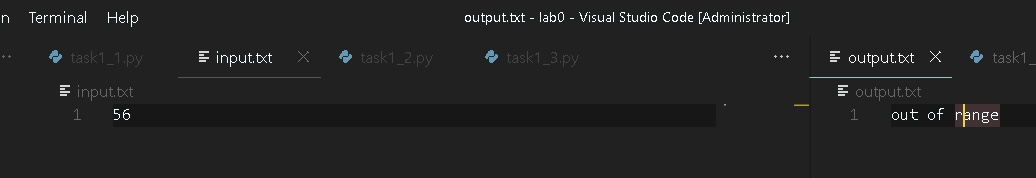 n Terminal Help output.txt - lab0 - Visual Studio Code [Administrator]
task1_1.py input.txt task1_2.py task1_3.py ... output.txt task1_
input.txt output.txt
1 56 1 out of range